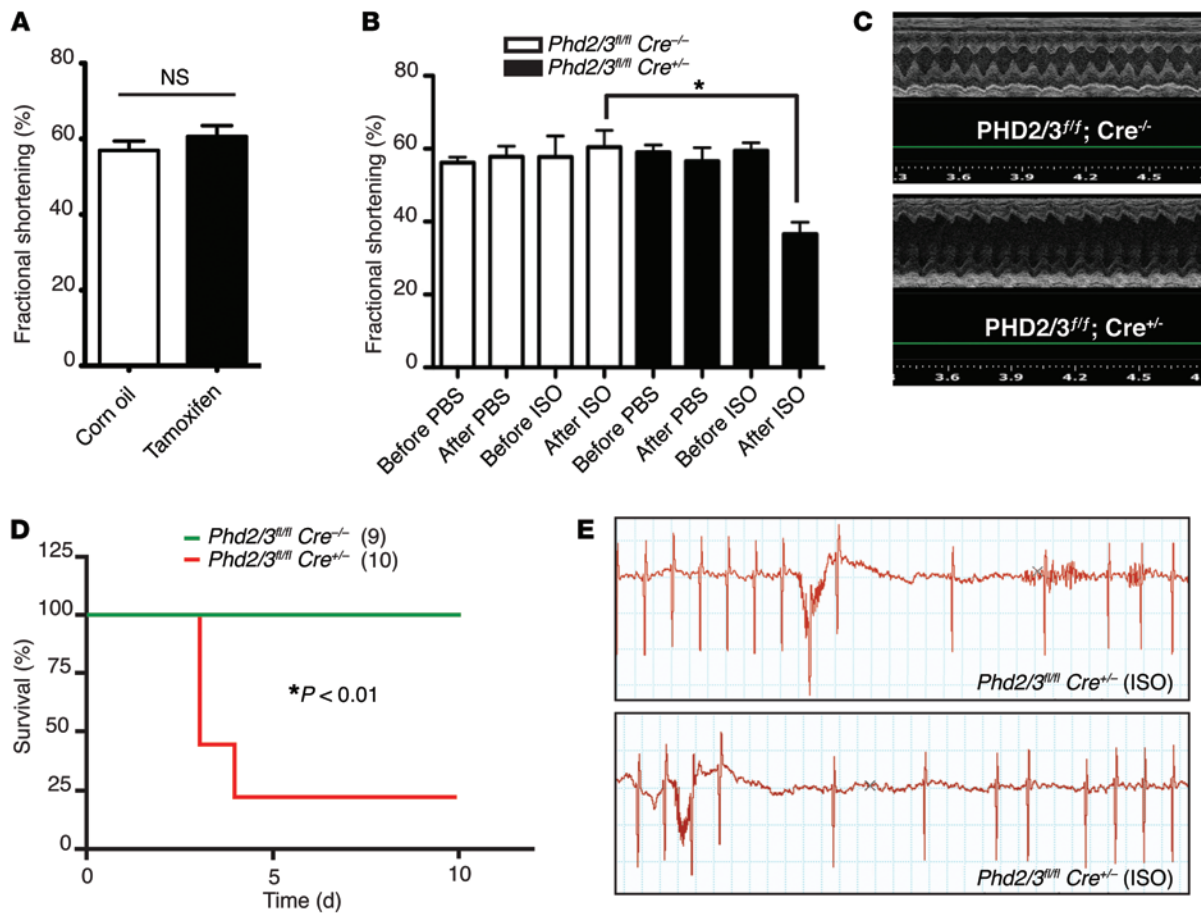 A
80
60
40
20
0
Fractional shortening (%)
NS
Corn oil
Tamoxifen
B
Phd2/3fl/fl Cre–/–
Phd2/3fl/fl Cre+/–
80
60
40
20
0
Fractional shortening (%)
*
Before PBS
After PBS
Before ISO
After ISO
Before PBS
After PBS
Before ISO
After ISO
C
PHD2/3f/f; Cre-/-
3.6 3.9 4.2 4.5
PHD2/3f/f; Cre+/-
3.6 3.9 4.2 4.5
D
Phd2/3fl/fl Cre–/– (9)
Phd2/3fl/fl Cre+/– (10)
125
100
75
50
25
0
Survival (%)
*P < 0.01
0 5 10
Time (d)
E
Phd2/3fl/fl Cre+/– (ISO)
Phd2/3fl/fl Cre+/– (ISO)